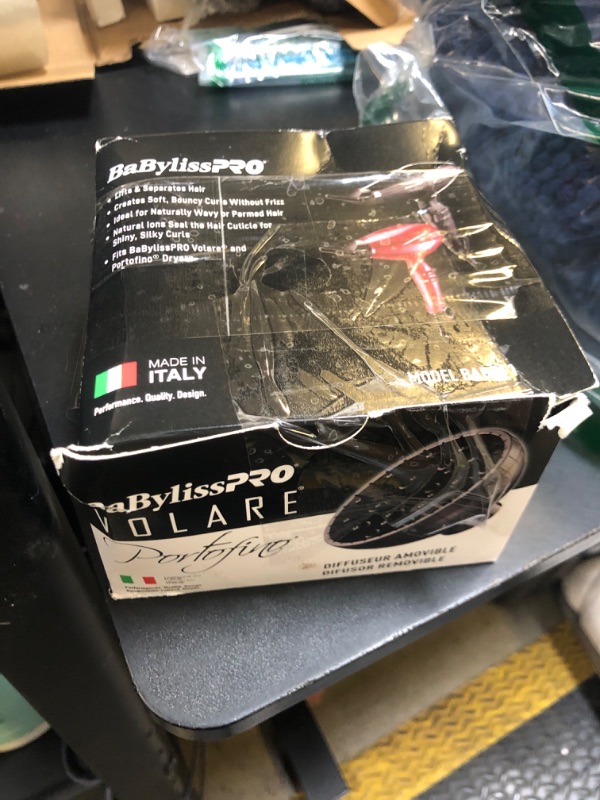 BaBylissPRO®
• Lifts & Separates Hair
• Creates Soft, Bouncy Curls Without Frizz
• Ideal for Naturally Wavy or Permed Hair
• Natural Ions Seal the Hair Cuticle for
Shiny, Silky Curls
• Fits BaBylissPRO Volare® and
Portofino® Dryers
MADE IN
ITALY
Performance. Quality. Design.
MODEL
BaBylissPRO
VOLARE®
Portofino®
DIFFUSEUR AMOVIBLE
DIFUSOR REMOVIBLE